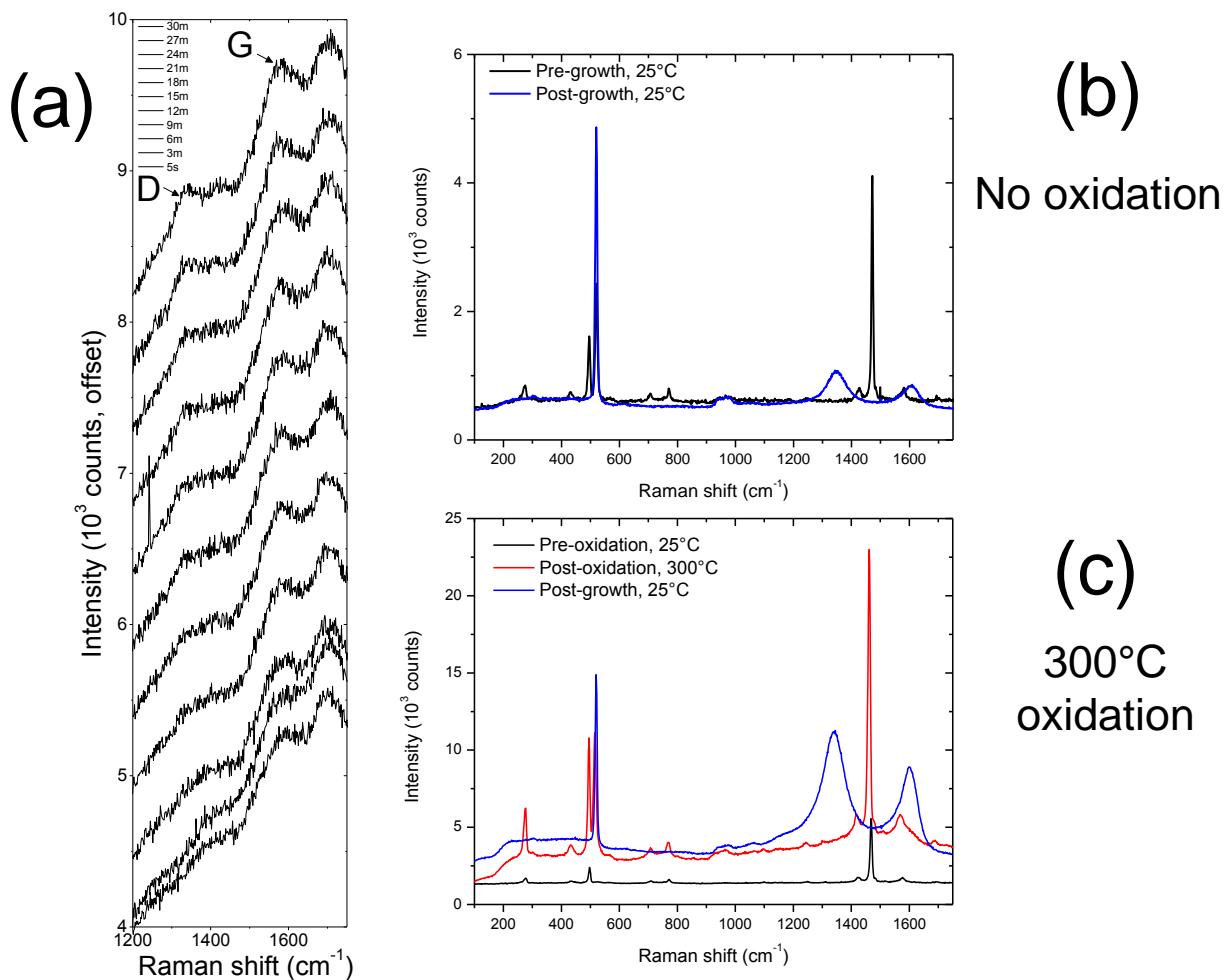 (a)
30m
27m
24m
21m
18m
15m
12m
9m
6m
3m
5s
G
D
10
9
8
7
6
5
4
Intensity (10³ counts, offset)
1200 1400 1600
Raman shift (cm⁻¹)
(b)
No oxidation
Pre-growth, 25°C
Post-growth, 25°C
6
4
2
0
Intensity (10³ counts)
200 400 600 800 1000 1200 1400 1600
Raman shift (cm⁻¹)
(c)
300°C
oxidation
Pre-oxidation, 25°C
Post-oxidation, 300°C
Post-growth, 25°C
25
20
15
10
5
0
Intensity (10³ counts)
200 400 600 800 1000 1200 1400 1600
Raman shift (cm⁻¹)